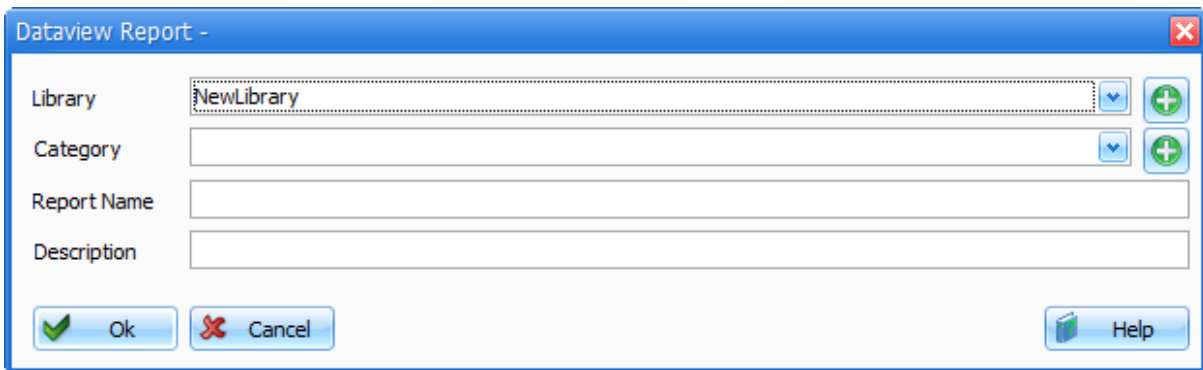 Dataview Report -
Library NewLibrary
Category
Report Name
Description
Ok Cancel Help